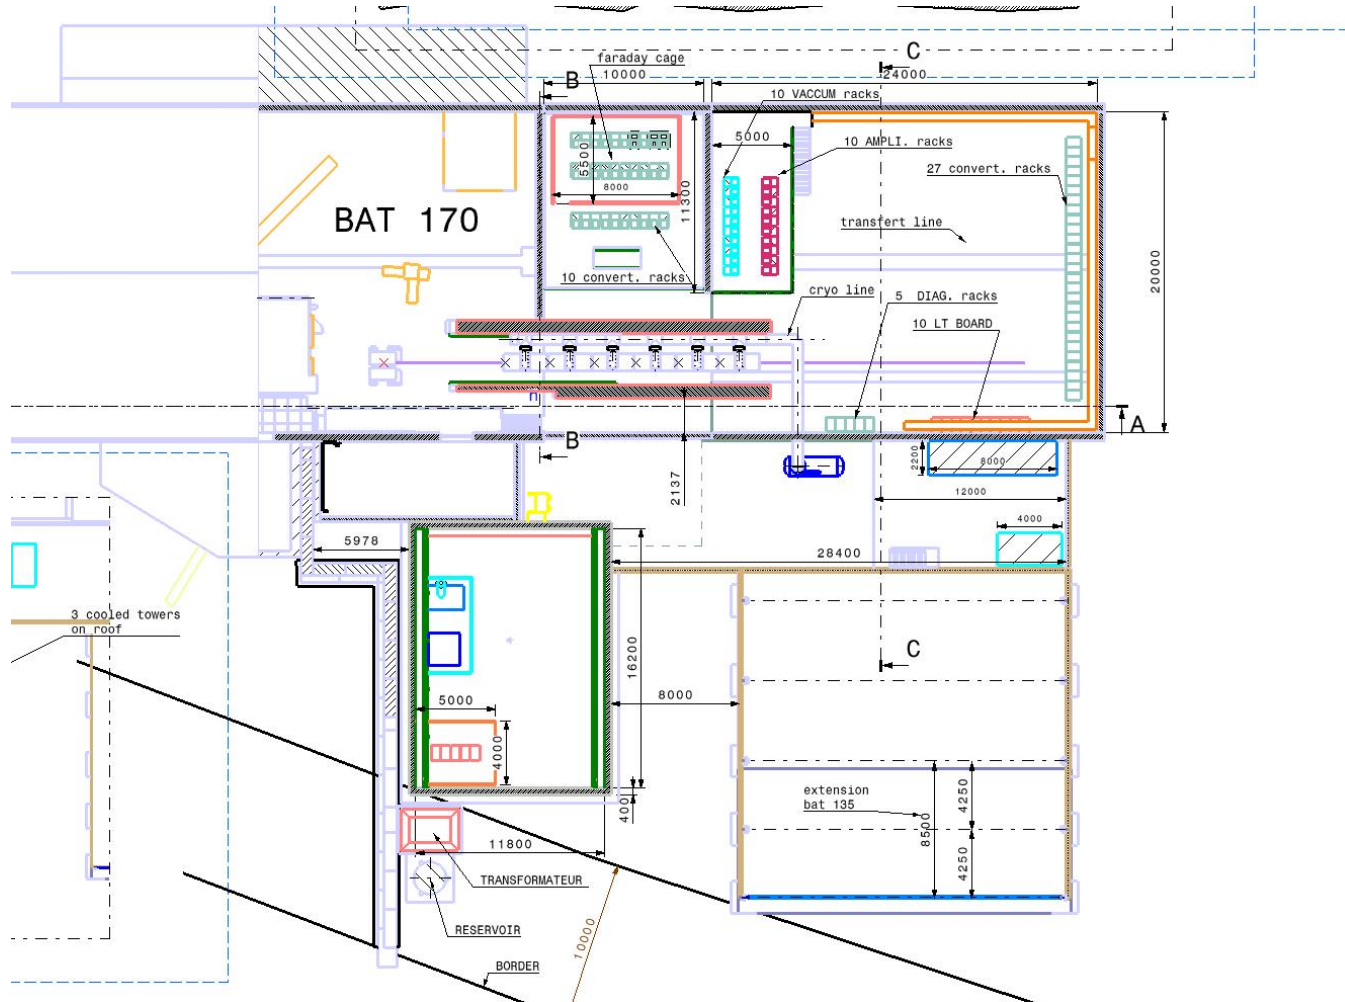 C
faraday cage
B
10000
24000
10 VACCUM racks
5000
10 AMPLI. racks
5500
27 convert. racks
8000
11300
BAT 170
transfert line
10 convert. racks
cryo line
5 DIAG. racks
20000
10 LT BOARD
A
B
2200
8000
2137
12000
4000
5978
28400
3 cooled towers
on roof
16200
C
5000
8000
4000
extension
bat 135
4250
8500
400
11800
4250
TRANSFORMATEUR
RESERVOIR
10000
BORDER